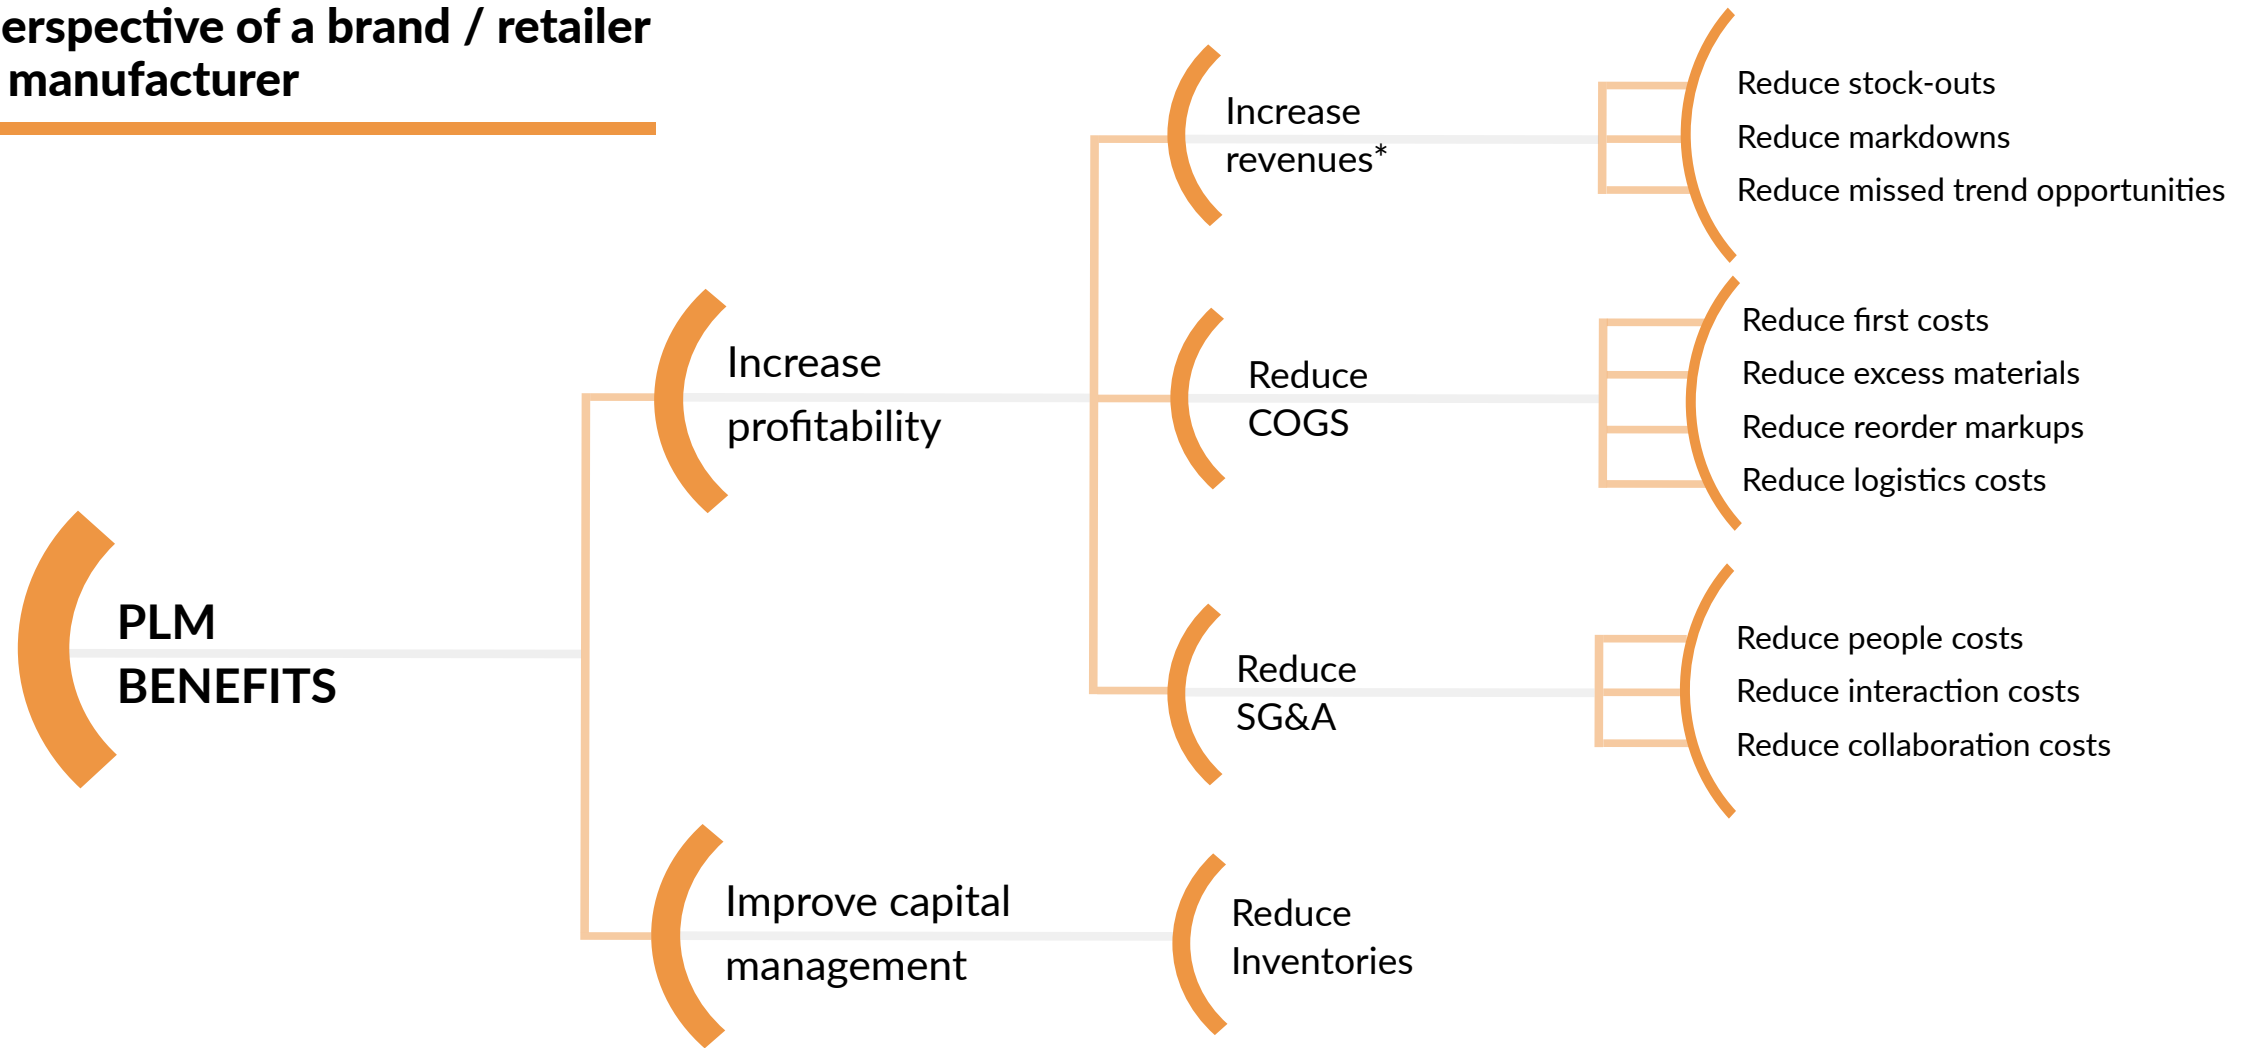 erspective of a brand / retailer
manufacturer
PLM
BENEFITS
Increase
profitability
Improve capital
management
Increase
revenues*
Reduce
COGS
Reduce
SG&A
Reduce
Inventories
Reduce stock-outs
Reduce markdowns
Reduce missed trend opportunities
Reduce first costs
Reduce excess materials
Reduce reorder markups
Reduce logistics costs
Reduce people costs
Reduce interaction costs
Reduce collaboration costs